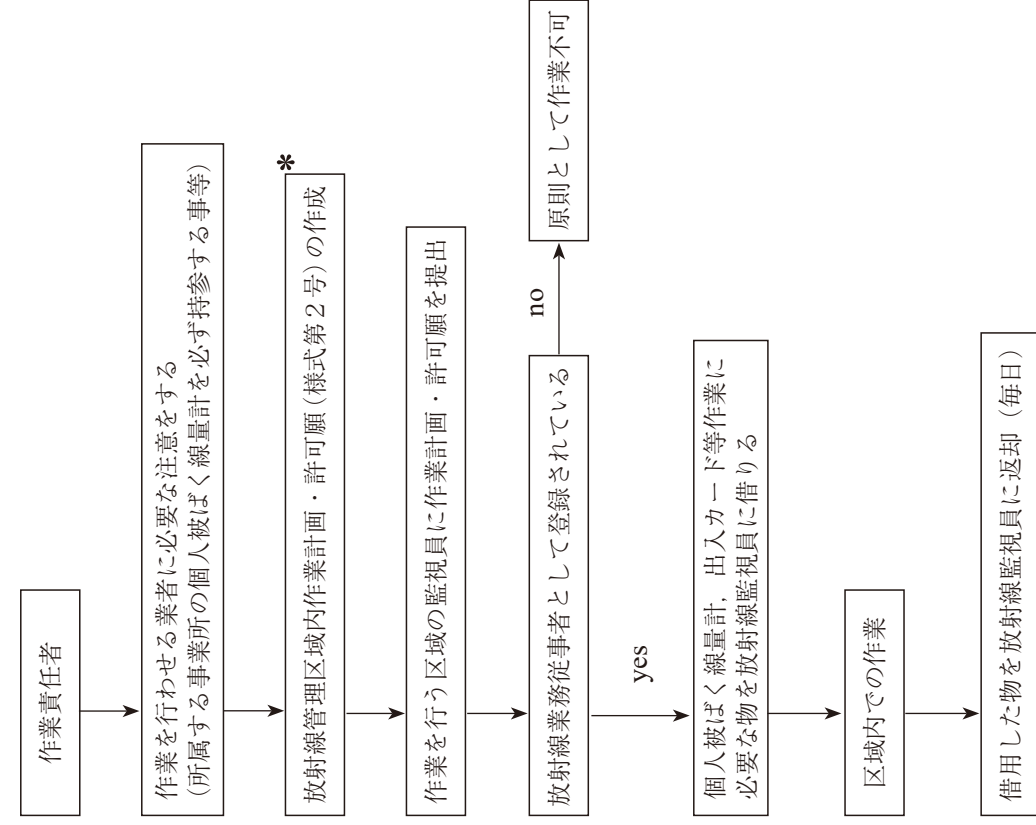 作業責任者
作業を行わせる業者に必要な注意をする
(所属する事業所の個人被ばく線量計を必ず持参する事等)
放射線管理区域内作業計画・許可願(様式第2号)の作成
*
作業を行う区域の監視員に作業計画・許可願を提出
放射線業務従事者として登録されている
no
原則として作業不可
yes
個人被ばく線量計，出入カード等作業に
必要な物を放射線監視員に借りる
区域内での作業
借用した物を放射線監視員に返却（毎日）